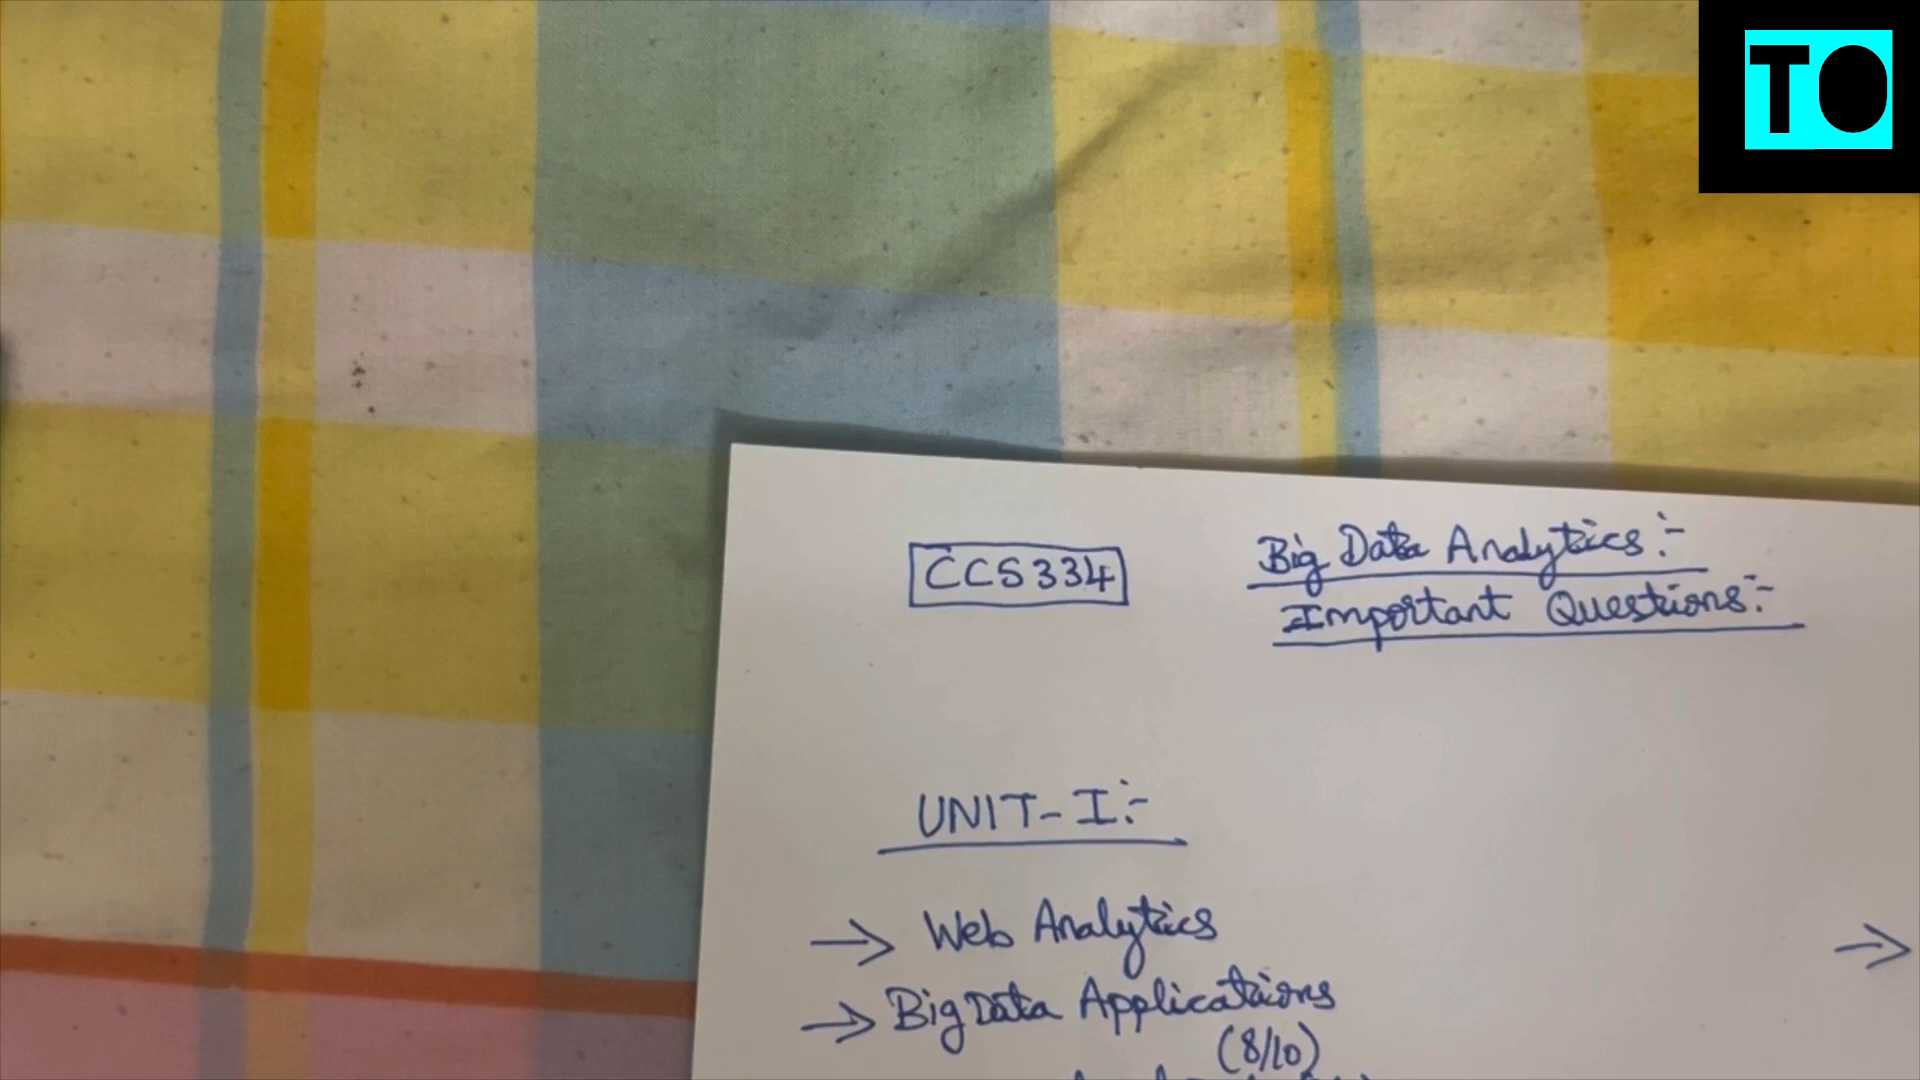 TO
CCS334
Big Data Analytics:-
Important Questions:-
UNIT-I:-
→ Web Analytics
→
→ Big Data Applications
(8/10)